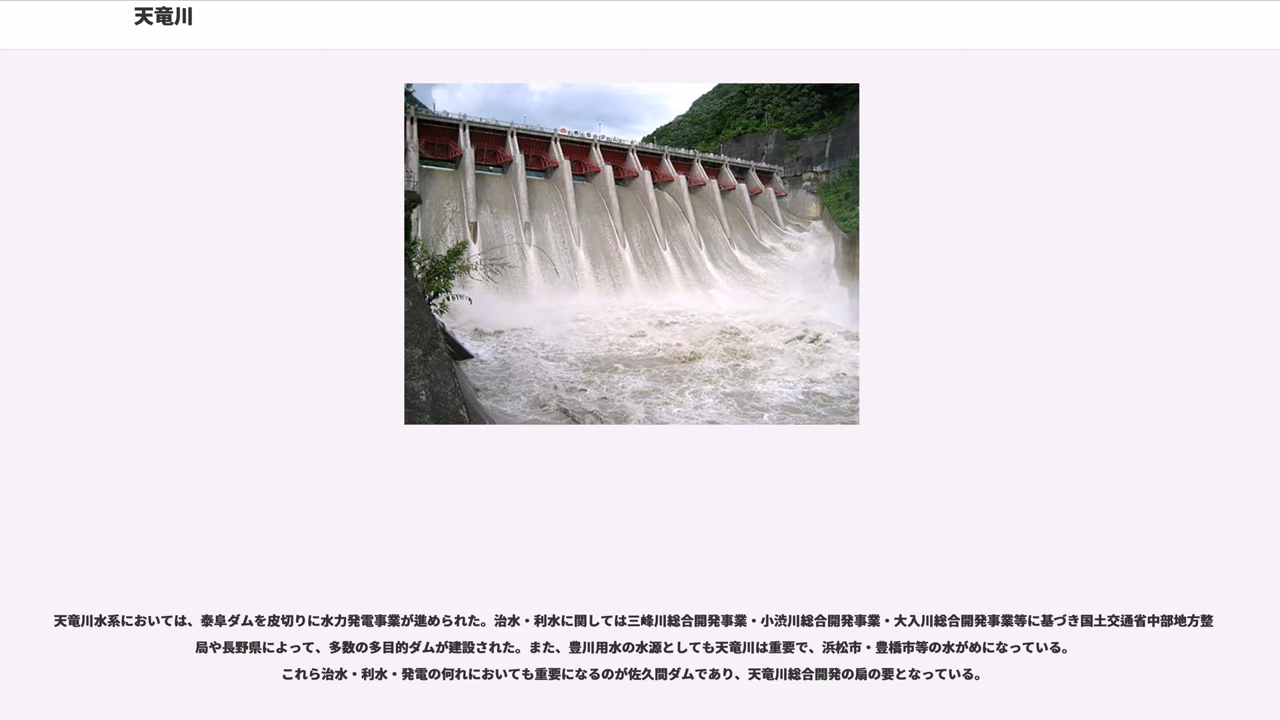 天竜川
天竜川水系においては、泰阜ダムを皮切りに水力発電事業が進められた。治水・利水に関しては三峰川総合開発事業・小渋川総合開発事業・大入川総合開発事業等に基づき国土交通省中部地方整
局や長野県によって、多数の多目的ダムが建設された。また、豊川用水の水源としても天竜川は重要で、浜松市・豊橋市等の水がめになっている。
これら治水・利水・発電の何れにおいても重要になるのが佐久間ダムであり、天竜川総合開発の扇の要となっている。